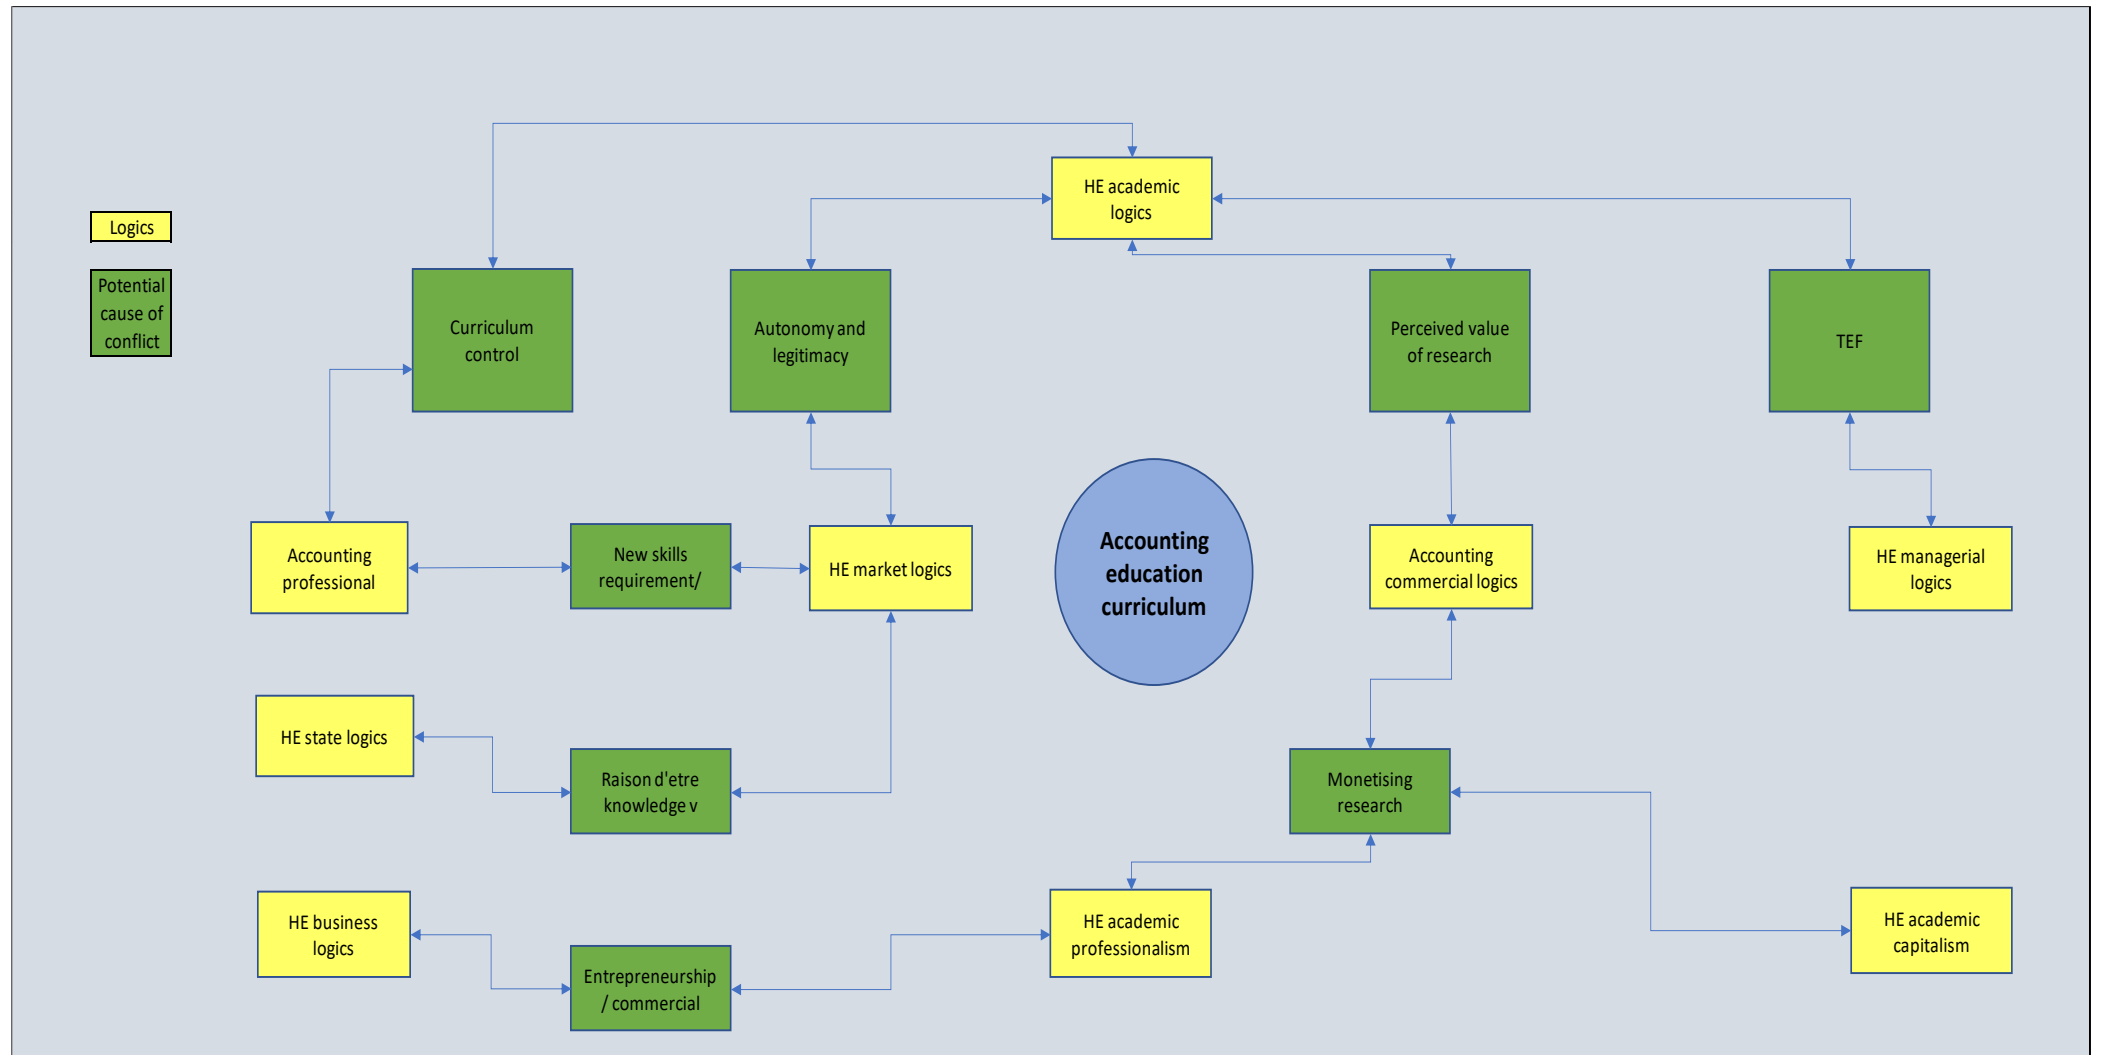 HE academic
logics
Logics
Potential
cause of
conflict
Curriculum
control
Autonomy and
legitimacy
Perceived value
of research
TEF
Accounting
professional
New skills
requirement/
HE market logics
Accounting
education
curriculum
Accounting
commercial logics
HE managerial
logics
HE state logics
Raison d'etre
knowledge v
Monetising
research
HE business
logics
Entrepreneurship
/ commercial
HE academic
professionalism
HE academic
capitalism